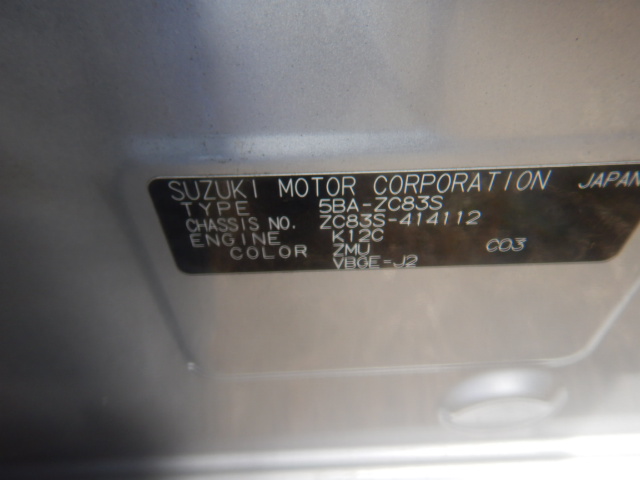 SUZUKI MOTOR CORPORATION JAPAN
TYPE 5BA-ZC83S
CHASSIS NO. ZC83S-414112
ENGINE K12C
COLOR ZMU C03
VBGE-J2